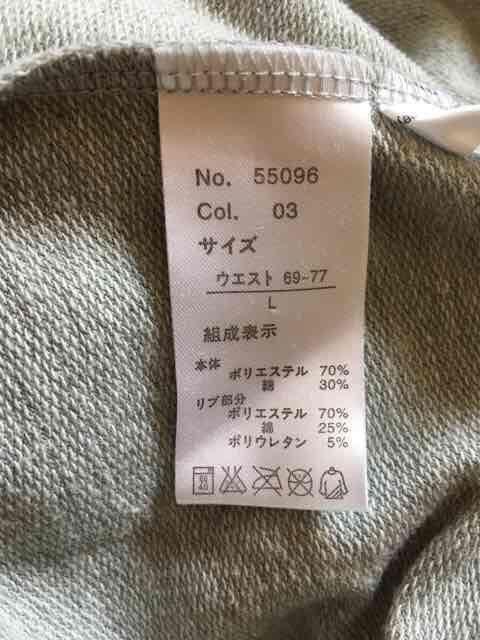 No. 55096
Col. 03
サイズ
ウエスト 69-77
L
組成表示
本体
ポリエステル 70%
綿 30%
リブ部分
ポリエステル 70%
綿 25%
ポリウレタン 5%